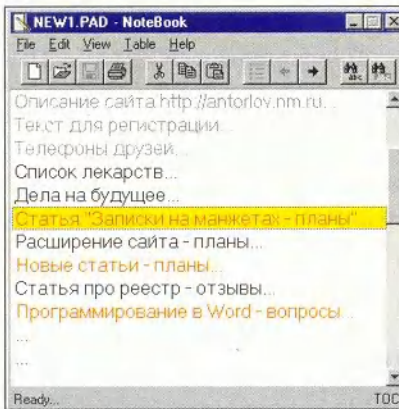 NEW1.PAD - NoteBook
File Edit View Table Help
Описание сайта http://antorlov.nm.ru...
Текст для регистрации...
Телефоны друзей...
Список лекарств...
Дела на будущее...
Статья "Записки на манжетах - планы"...
Расширение сайта - планы...
Новые статьи - планы...
Статья про реестр - отзывы...
Программирование в Word - вопросы...
...
...
Ready... TOC